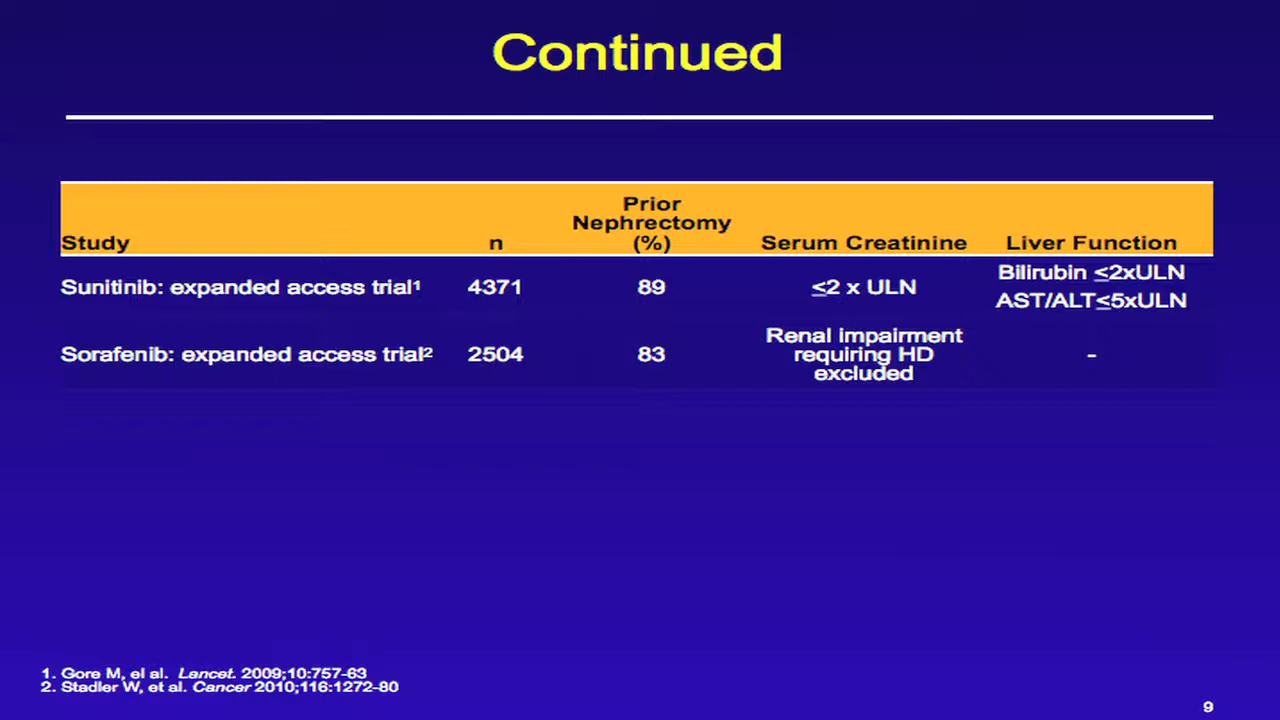 Continued
Study n Prior Nephrectomy (%) Serum Creatinine Liver Function
Sunitinib: expanded access trial¹ 4371 89 ≤2 x ULN Bilirubin ≤2xULN AST/ALT≤5xULN
Sorafenib: expanded access trial² 2504 83 Renal impairment requiring HD excluded -
1. Gore M, el al. Lancet. 2009;10:757-63
2. Stadler W, et al. Cancer 2010;116:1272-80
9